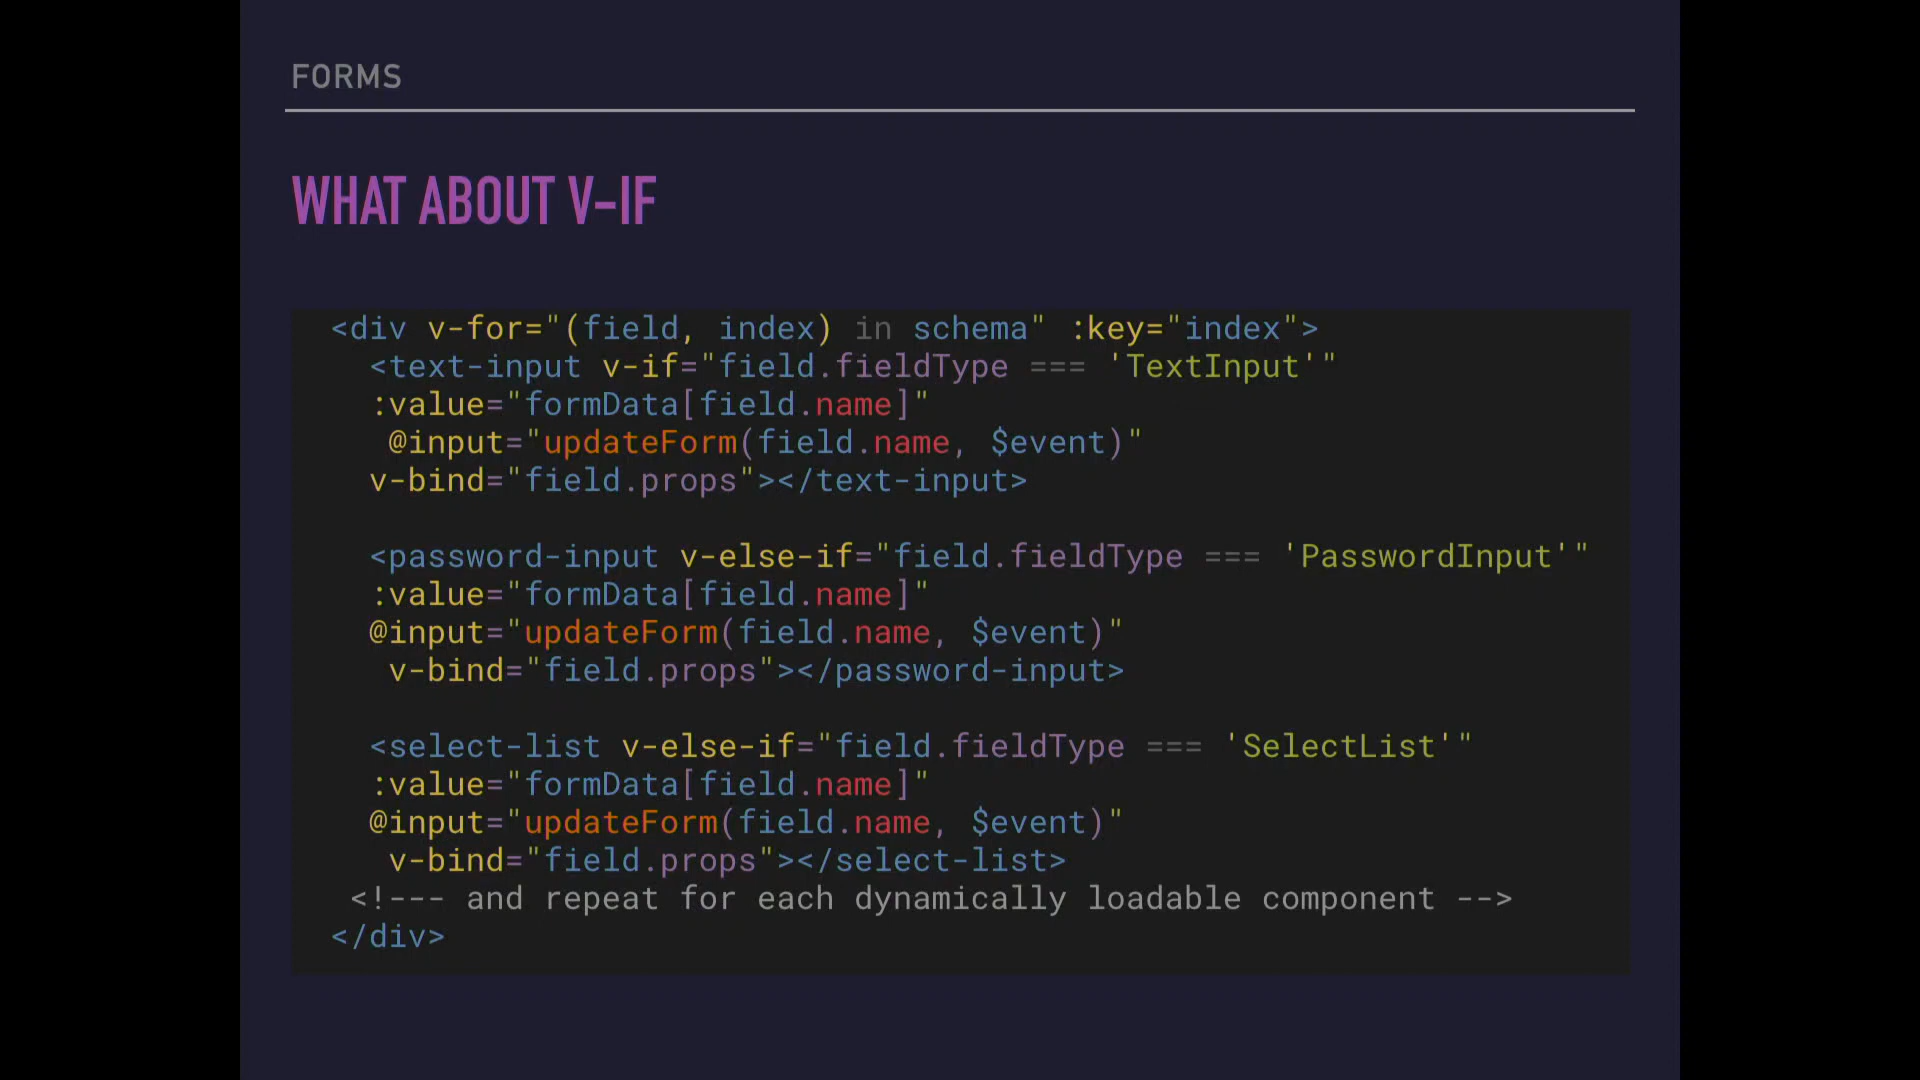 FORMS
WHAT ABOUT V-IF
<div v-for="(field, index) in schema" :key="index">
<text-input v-if="field.fieldType === 'TextInput'"
:value="formData[field.name]"
@input="updateForm(field.name, $event)"
v-bind="field.props"></text-input>
<password-input v-else-if="field.fieldType === 'PasswordInput'"
:value="formData[field.name]"
@input="updateForm(field.name, $event)"
v-bind="field.props"></password-input>
<select-list v-else-if="field.fieldType === 'SelectList'"
:value="formData[field.name]"
@input="updateForm(field.name, $event)"
v-bind="field.props"></select-list>
<!--- and repeat for each dynamically loadable component -->
</div>